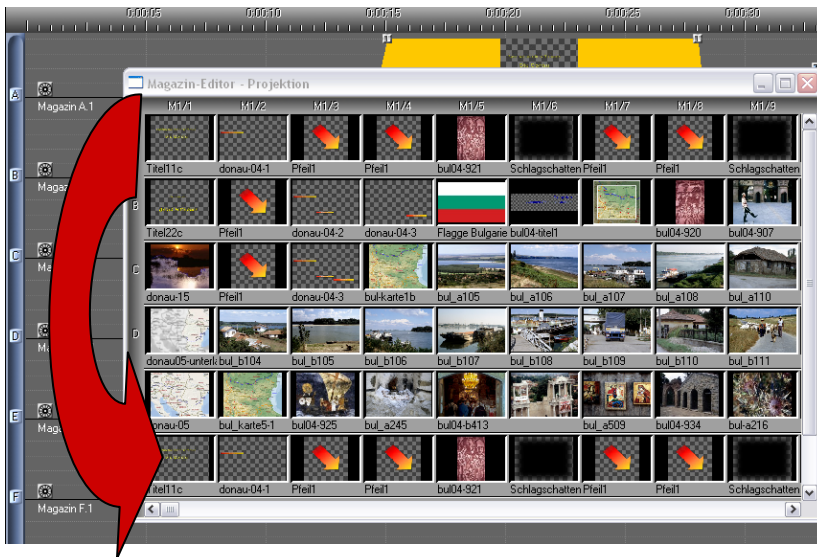 0:00:05 0:00:10 0:00:15 0:00:20 0:00:25 0:00:30
Magazin-Editor - Projektion
A
Magazin A.1
M1/1 M1/2 M1/3 M1/4 M1/5 M1/6 M1/7 M1/8 M1/9
Titel11c donau-04-1 Pfeil1 Pfeil1 bul04-921 Schlagschatten Pfeil1 Pfeil1 Schlagschatten
B
Magaz
B
Titel22c Pfeil1 donau-04-2 donau-04-3 Flagge Bulgarie bul04-titel1 bul04-920 bul04-907
C
Ma
C
donau-15 Pfeil1 donau-04-3 bul-karte1b bul_a105 bul_a106 bul_a107 bul_a108 bul_a110
D
M
D
donau05-unterl bul_b104 bul_b105 bul_b106 bul_b107 bul_b108 bul_b109 bul_b110 bul_b111
E
Maga
onau-05 bul_karte5-1 bul04-925 bul_a245 bul04-b413 bul_a509 bul04-934 bul-a216
F
Magazin F.1
itel11c donau-04-1 Pfeil1 Pfeil1 bul04-921 Schlagschatten Pfeil1 Pfeil1 Schlagschatten